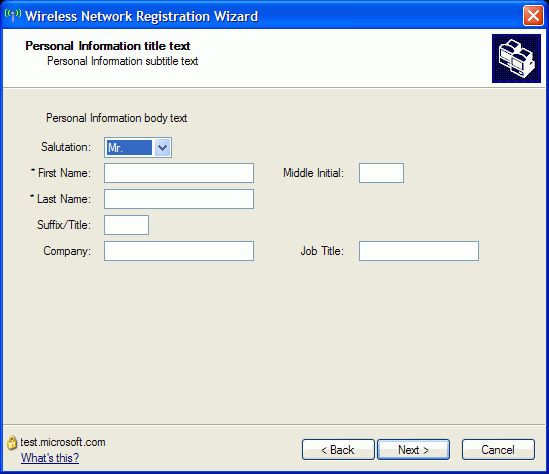 Wireless Network Registration Wizard
Personal Information title text
Personal Information subtitle text
Personal Information body text
Salutation: Mr.
* First Name: Middle Initial:
* Last Name:
Suffix/Title:
Company: Job Title:
test.microsoft.com
What's this?
< Back Next > Cancel